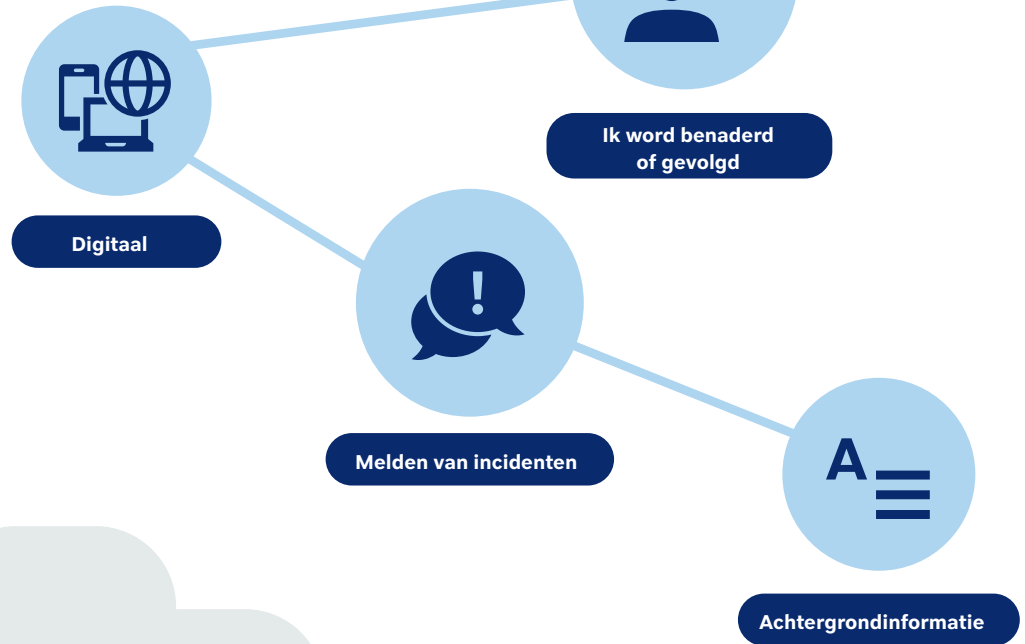 Ik word benaderd
of gevolgd
Digitaal
!
Melden van incidenten
A
Achtergrondinformatie